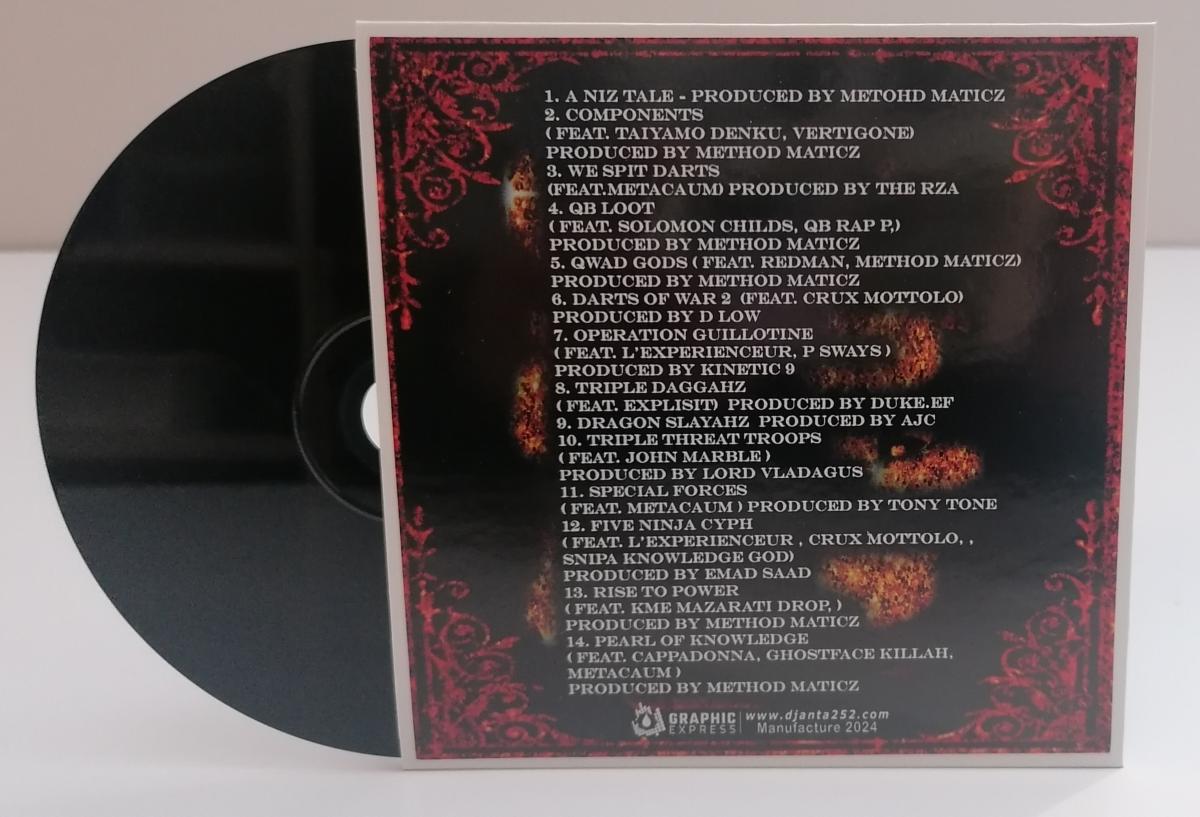 1. A NIZ TALE - PRODUCED BY METOHD MATICZ
2. COMPONENTS
( FEAT. TAIYAMO DENKU, VERTIGONE)
PRODUCED BY METHOD MATICZ
3. WE SPIT DARTS
(FEAT.METACAUM) PRODUCED BY THE RZA
4. QB LOOT
( FEAT. SOLOMON CHILDS, QB RAP P,)
PRODUCED BY METHOD MATICZ
5. QWAD GODS ( FEAT. REDMAN, METHOD MATICZ)
PRODUCED BY METHOD MATICZ
6. DARTS OF WAR 2 (FEAT. CRUX MOTTOLO)
PRODUCED BY D LOW
7. OPERATION GUILLOTINE
( FEAT. L'EXPERIENCEUR, P SWAYS )
PRODUCED BY KINETIC 9
8. TRIPLE DAGGAHZ
( FEAT. EXPLISIT) PRODUCED BY DUKE.EF
9. DRAGON SLAYAHZ PRODUCED BY AJC
10. TRIPLE THREAT TROOPS
( FEAT. JOHN MARBLE )
PRODUCED BY LORD VLADAGUS
11. SPECIAL FORCES
( FEAT. METACAUM ) PRODUCED BY TONY TONE
12. FIVE NINJA CYPH
( FEAT. L'EXPERIENCEUR , CRUX MOTTOLO, ,
SNIPA KNOWLEDGE GOD)
PRODUCED BY EMAD SAAD
13. RISE TO POWER
( FEAT. KME MAZARATI DROP, )
PRODUCED BY METHOD MATICZ
14. PEARL OF KNOWLEDGE
( FEAT. CAPPADONNA, GHOSTFACE KILLAH,
METACAUM )
PRODUCED BY METHOD MATICZ
GRAPHIC EXPRESS
www.djanta252.com
Manufacture 2024